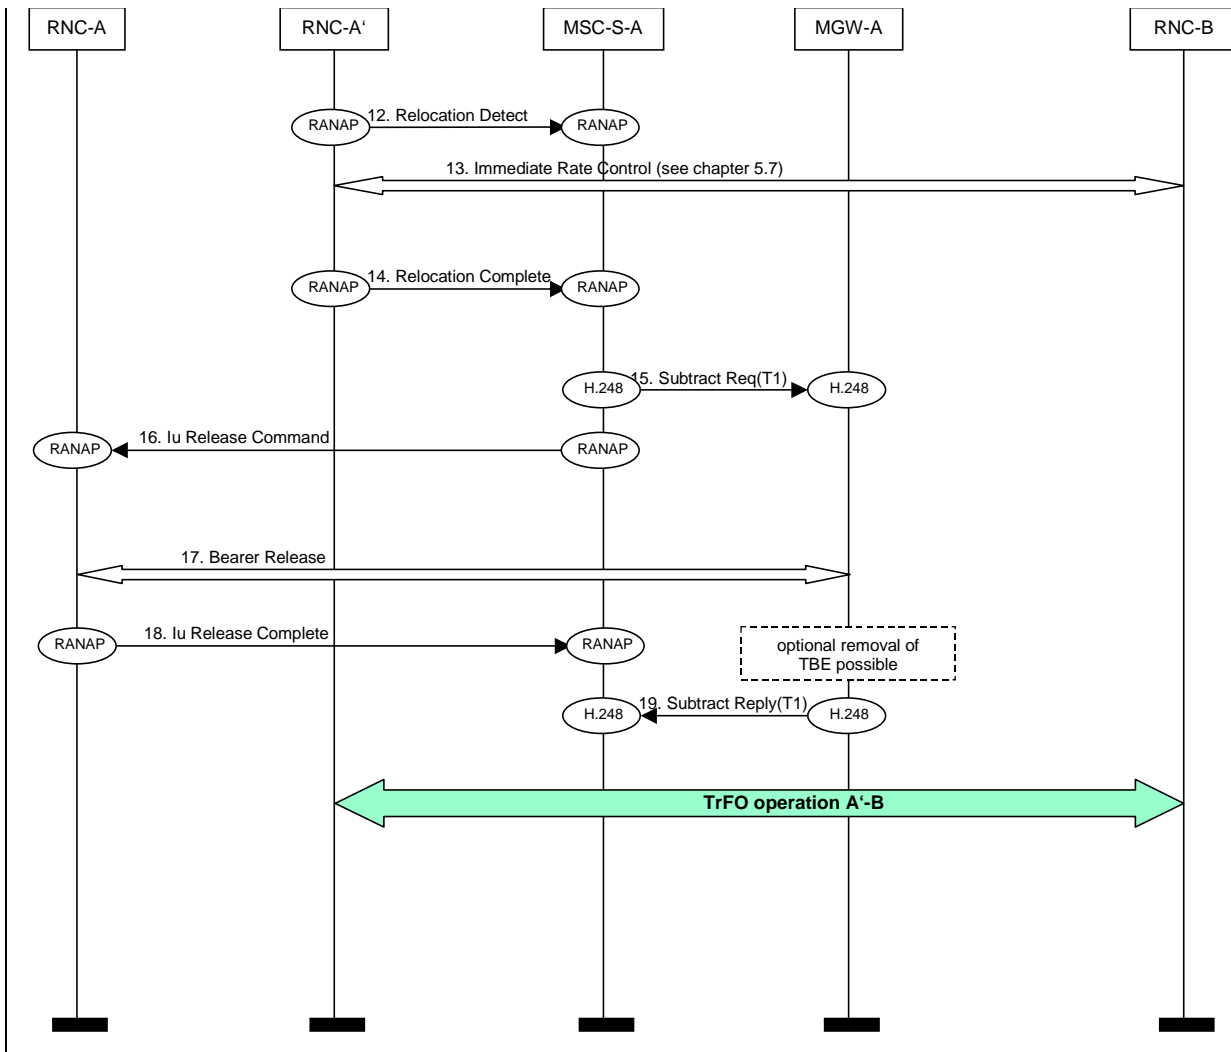 RNC-A
RNC-A‘
MSC-S-A
MGW-A
RNC-B
12. Relocation Detect
RANAP
RANAP
13. Immediate Rate Control (see chapter 5.7)
14. Relocation Complete
RANAP
RANAP
15. Subtract Req(T1)
H.248
H.248
16. Iu Release Command
RANAP
RANAP
17. Bearer Release
18. Iu Release Complete
RANAP
RANAP
optional removal of
TBE possible
19. Subtract Reply(T1)
H.248
H.248
TrFO operation A‘-B